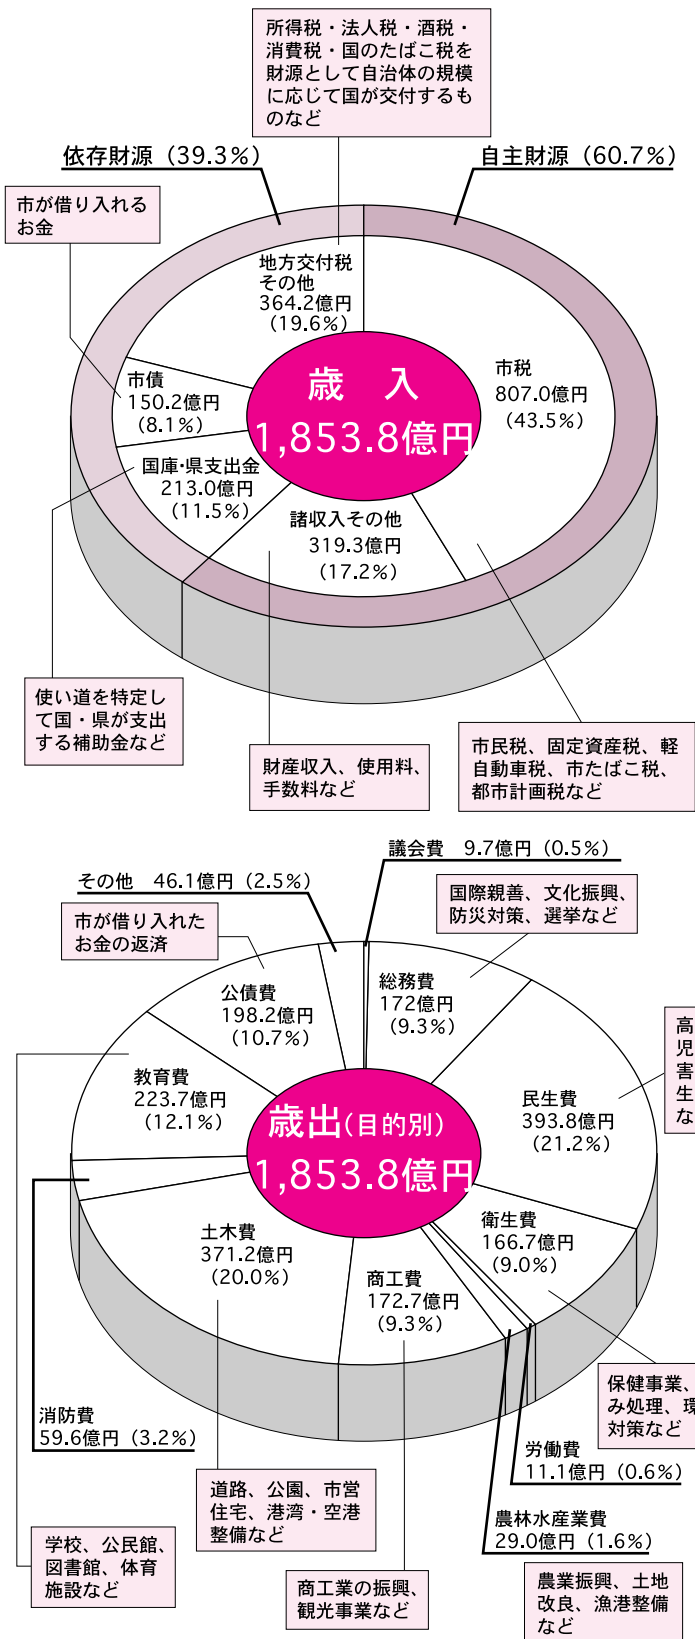 所得税・法人税・酒税・
消費税・国のたばこ税を
財源として自治体の規模
に応じて国が交付するも
のなど
依存財源（39.3％）
自主財源（60.7％）
市が借り入れる
お金
地方交付税
その他
364.2億円
（19.6％）
市税
807.0億円
（43.5％）
市債
150.2億円
（8.1％）
歳　入
1,853.8億円
国庫・県支出金
213.0億円
（11.5％）
諸収入その他
319.3億円
（17.2％）
使い道を特定し
て国・県が支出
する補助金など
財産収入、使用料、
手数料など
市民税、固定資産税、軽
自動車税、市たばこ税、
都市計画税など
議会費　9.7億円（0.5％）
その他　46.1億円（2.5％）
国際親善、文化振興、
防災対策、選挙など
市が借り入れた
お金の返済
総務費
172億円
（9.3％）
公債費
198.2億円
（10.7％）
高
児
害
生
な
教育費
223.7億円
（12.1％）
民生費
393.8億円
（21.2％）
歳出（目的別）
1,853.8億円
衛生費
166.7億円
（9.0％）
土木費
371.2億円
（20.0％）
商工費
172.7億円
（9.3％）
保健事業、
み処理、環
対策など
消防費
59.6億円（3.2％）
労働費
11.1億円（0.6％）
道路、公園、市営
住宅、港湾・空港
整備など
農林水産業費
29.0億円（1.6％）
学校、公民館、
図書館、体育
施設など
商工業の振興、
観光事業など
農業振興、土地
改良、漁港整備
など